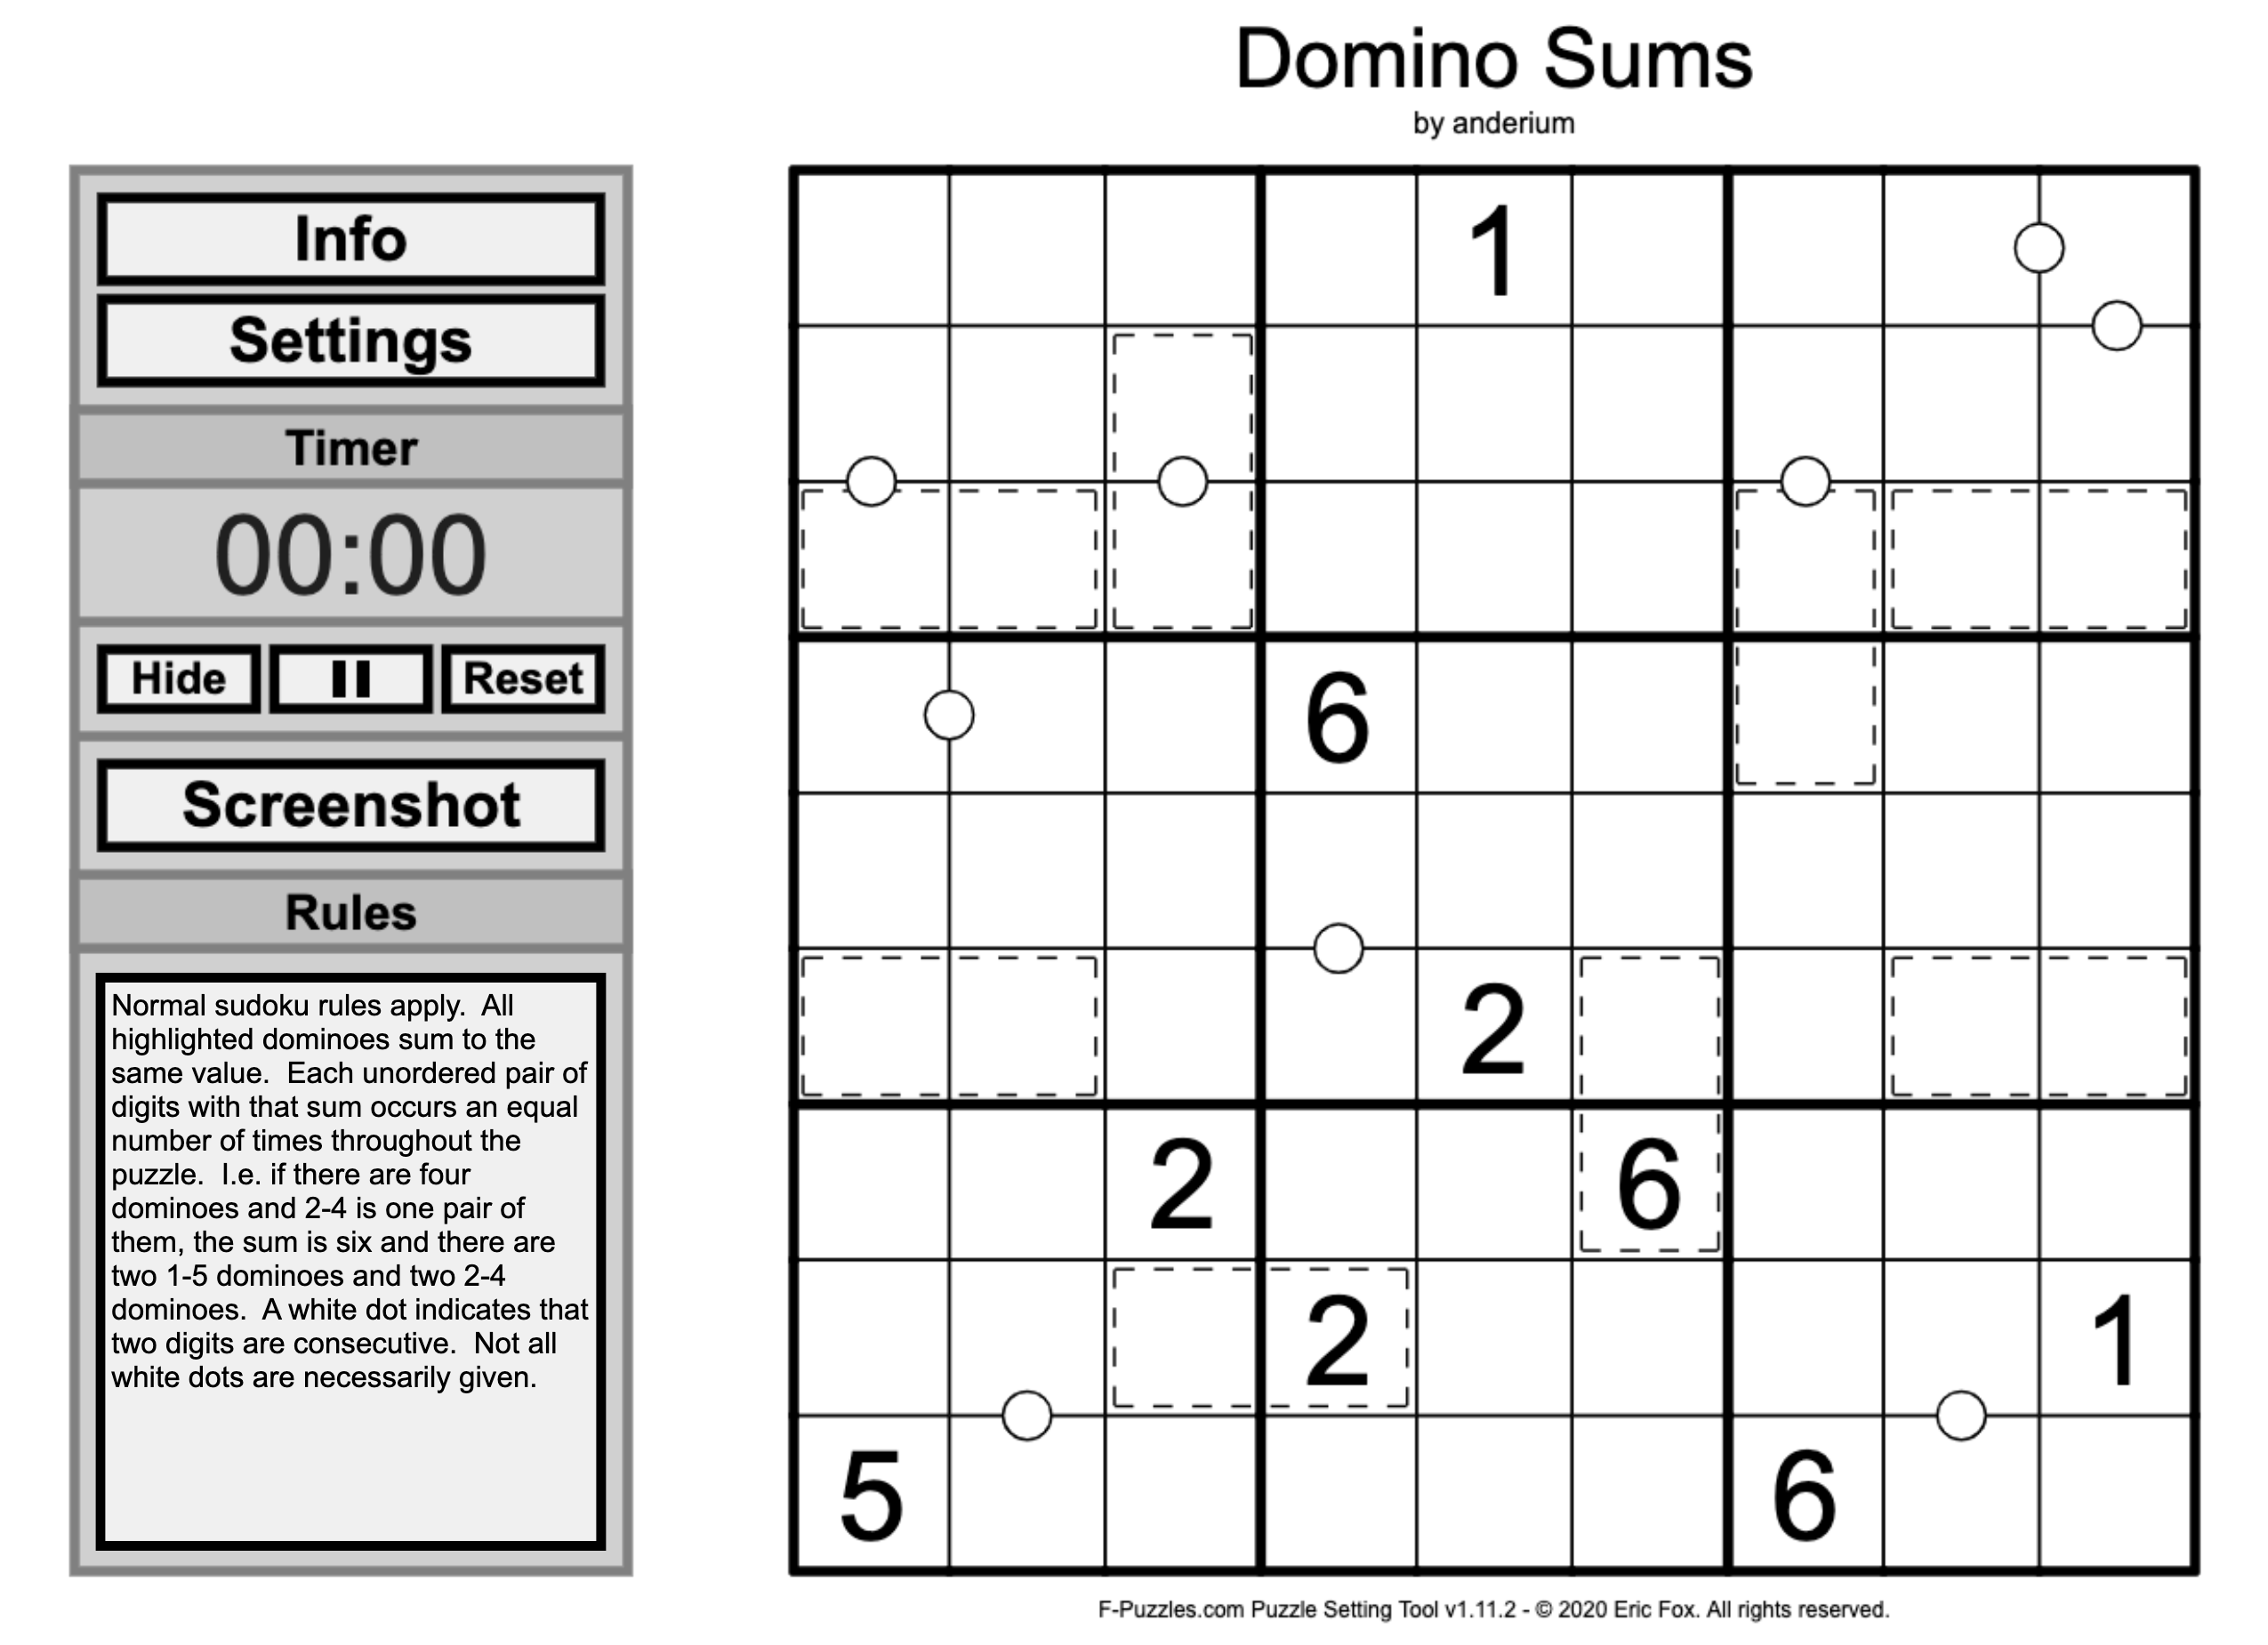 Domino Sums
by anderium
Info
Settings
Timer
00:00
Hide
Reset
Screenshot
Rules
Normal sudoku rules apply.  All
highlighted dominoes sum to the
same value.  Each unordered pair of
digits with that sum occurs an equal
number of times throughout the
puzzle.  I.e. if there are four
dominoes and 2-4 is one pair of
them, the sum is six and there are
two 1-5 dominoes and two 2-4
dominoes.  A white dot indicates that
two digits are consecutive.  Not all
white dots are necessarily given.
1
6
2
2 6
2 1
5 6
F-Puzzles.com Puzzle Setting Tool v1.11.2 - © 2020 Eric Fox. All rights reserved.